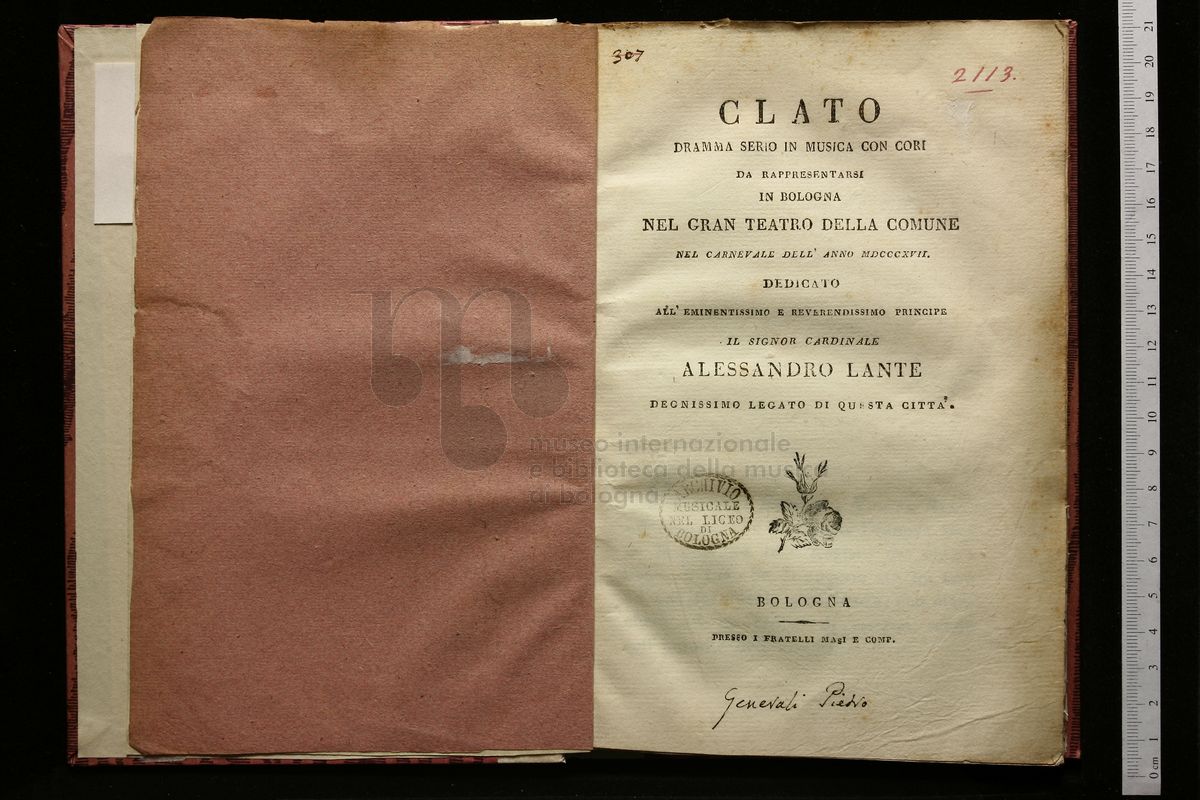 307
2113.
CLATO
DRAMMA SERIO IN MUSICA CON CORI
DA RAPPRESENTARSI
IN BOLOGNA
NEL GRAN TEATRO DELLA COMUNE
NEL CARNEVALE DELL' ANNO MDCCCXVII.
DEDICATO
ALL' EMINENTISSIMO E REVERENDISSIMO PRINCIPE
IL SIGNOR CARDINALE
ALESSANDRO LANTE
DEGNISSIMO LEGATO DI QUESTA CITTA'.
museo internazionale
e biblioteca della musica
di bologna
ARCHIVIO
MUSICALE
NEL LICEO
DI
BOLOGNA
BOLOGNA
PRESSO I FRATELLI MASI E COMP.
Generali Pietro
0 cm 1 2 3 4 5 6 7 8 9 10 11 12 13 14 15 16 17 18 19 20 21